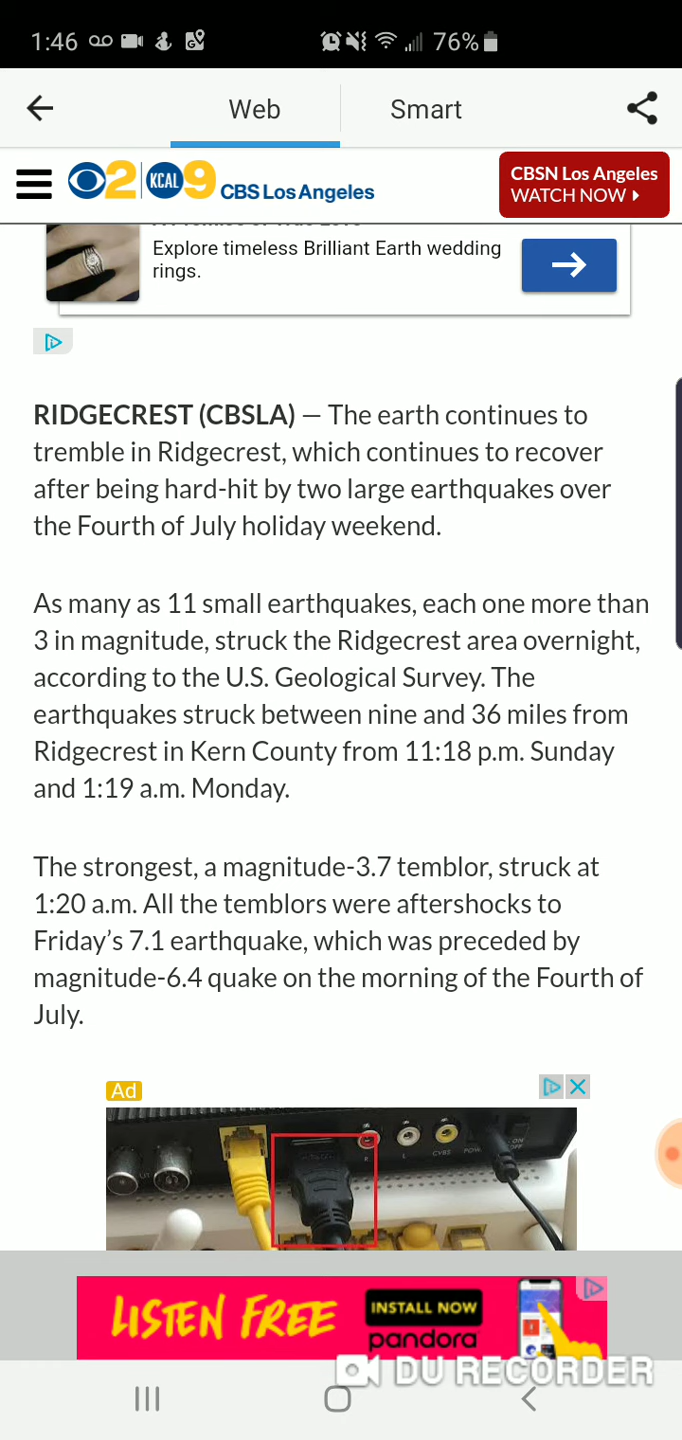 1:46 76%
Web Smart
2 KCAL 9 CBS Los Angeles
CBSN Los Angeles
WATCH NOW
Explore timeless Brilliant Earth wedding
rings.
RIDGECREST (CBSLA) — The earth continues to
tremble in Ridgecrest, which continues to recover
after being hard-hit by two large earthquakes over
the Fourth of July holiday weekend.
As many as 11 small earthquakes, each one more than
3 in magnitude, struck the Ridgecrest area overnight,
according to the U.S. Geological Survey. The
earthquakes struck between nine and 36 miles from
Ridgecrest in Kern County from 11:18 p.m. Sunday
and 1:19 a.m. Monday.
The strongest, a magnitude-3.7 temblor, struck at
1:20 a.m. All the temblors were aftershocks to
Friday’s 7.1 earthquake, which was preceded by
magnitude-6.4 quake on the morning of the Fourth of
July.
Ad
R L CVBS ON
OFF
LISTEN FREE
INSTALL NOW
pandora
DU RECORDER